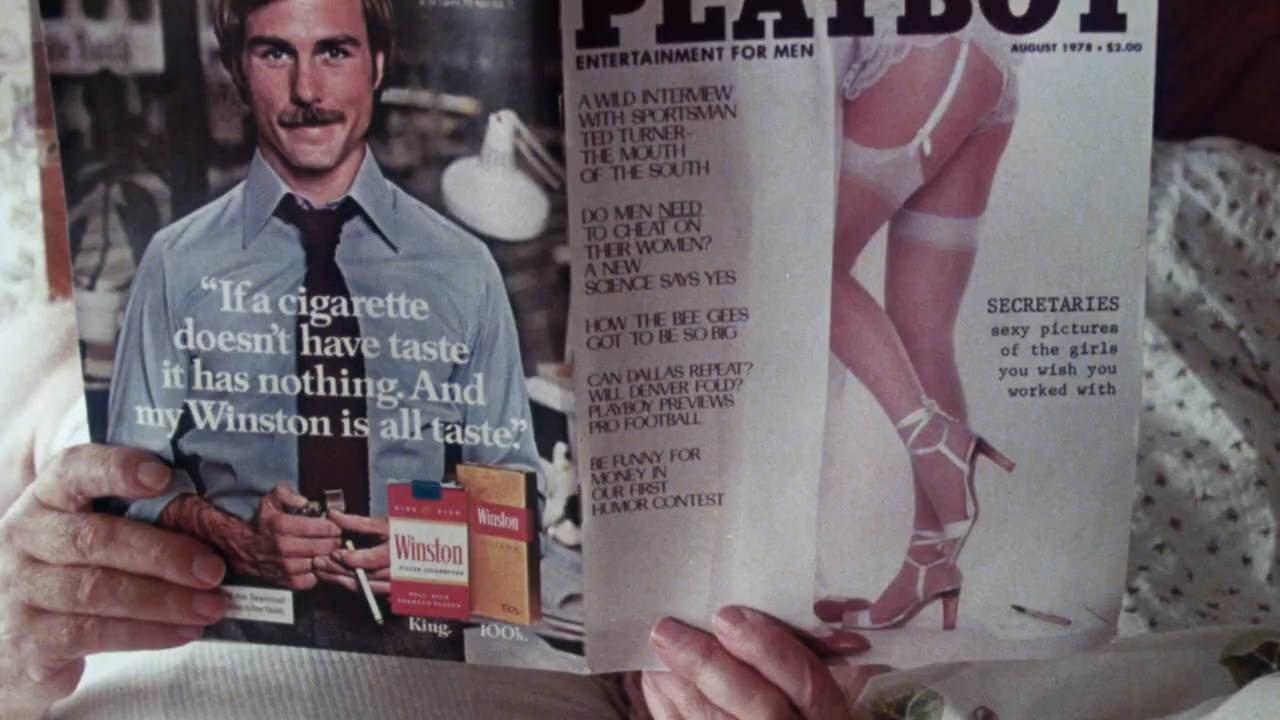 "If a cigarette
doesn't have taste
it has nothing. And
my Winston is all taste."
Winston
Winston
King.
100's.
PLAYBOY
ENTERTAINMENT FOR MEN
AUGUST 1978 • $2.00
A WILD INTERVIEW
WITH SPORTSMAN
TED TURNER–
THE MOUTH
OF THE SOUTH
DO MEN NEED
TO CHEAT ON
THEIR WOMEN?
A NEW
SCIENCE SAYS YES
HOW THE BEE GEES
GOT TO BE SO BIG
CAN DALLAS REPEAT?
WILL DENVER FOLD?
PLAYBOY PREVIEWS
PRO FOOTBALL
BE FUNNY FOR
MONEY IN
OUR FIRST
HUMOR CONTEST
SECRETARIES
sexy pictures
of the girls
you wish you
worked with